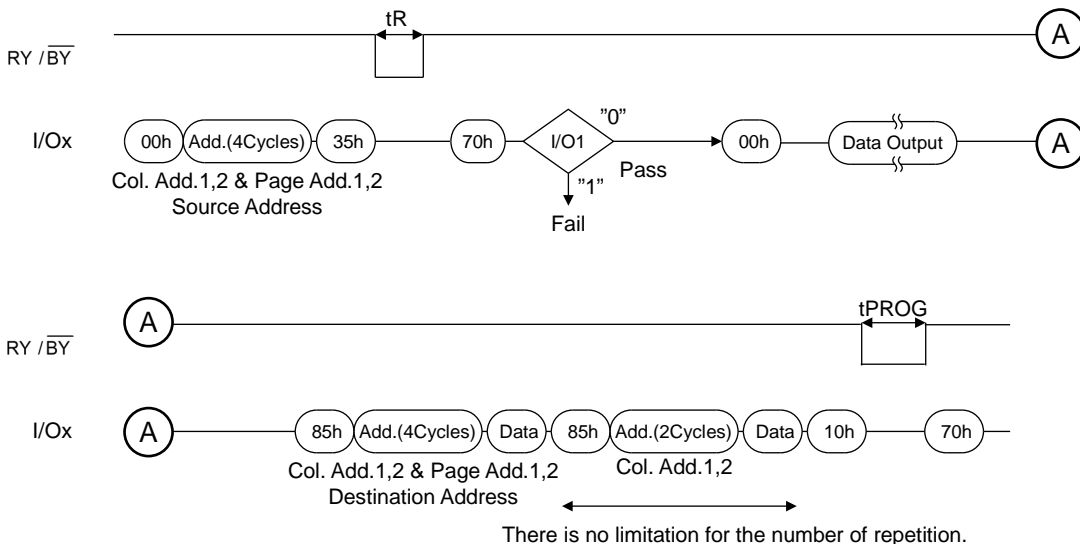 tR
RY / BY
A
I/Ox
00h Add.(4Cycles) 35h 70h I/O1 "0" 00h Data Output A
Pass
Col. Add.1,2 & Page Add.1,2
Source Address
"1"
Fail
A
tPROG
RY / BY
I/Ox
A 85h Add.(4Cycles) Data 85h Add.(2Cycles) Data 10h 70h
Col. Add.1,2 & Page Add.1,2 Col. Add.1,2
Destination Address
There is no limitation for the number of repetition.